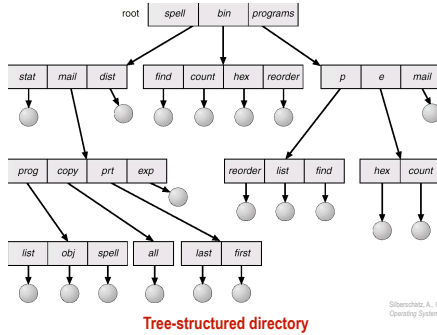 root spell bin programs
stat mail dist find count hex reorder p e mail
prog copy prt exp reorder list find hex count
list obj spell all last first
Silberschatz, A.,
Operating System
Tree-structured directory